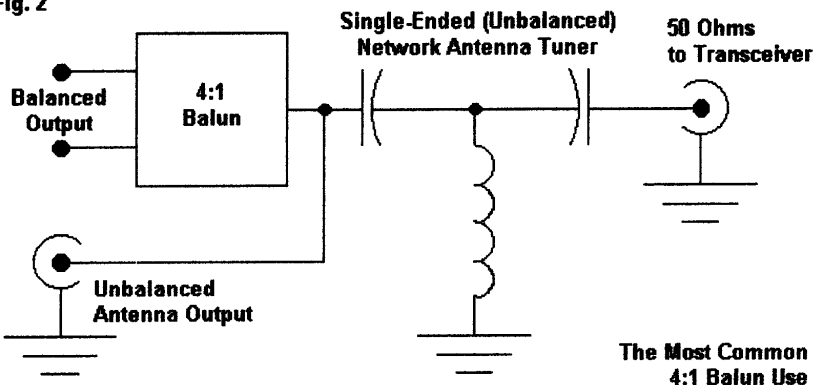 Fig. 2
Single-Ended (Unbalanced)
Network Antenna Tuner
50 Ohms
to Transceiver
Balanced
Output
4:1
Balun
Unbalanced
Antenna Output
The Most Common
4:1 Balun Use